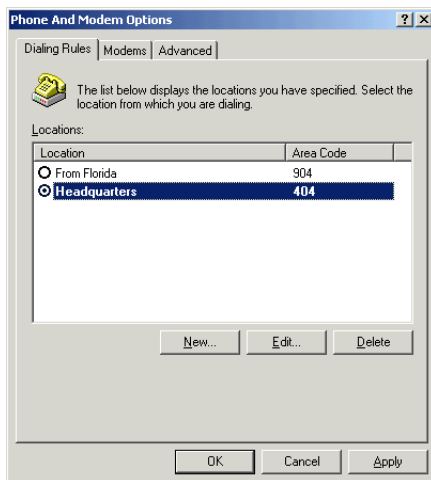 Phone And Modem Options
Dialing Rules Modems Advanced
The list below displays the locations you have specified. Select the
location from which you are dialing.
Locations:
Location Area Code
From Florida 904
Headquarters 404
New... Edit... Delete
OK Cancel Apply